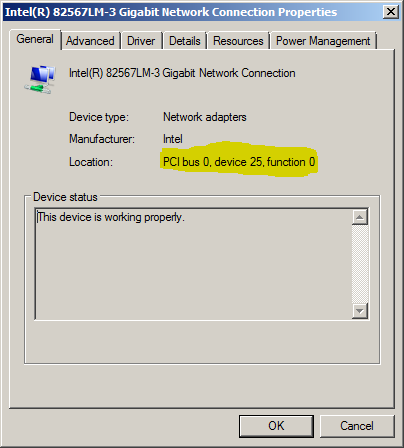 Intel(R) 82567LM-3 Gigabit Network Connection Properties
General Advanced Driver Details Resources Power Management
Intel(R) 82567LM-3 Gigabit Network Connection
Device type: Network adapters
Manufacturer: Intel
Location: PCI bus 0, device 25, function 0
Device status
This device is working properly.
OK Cancel